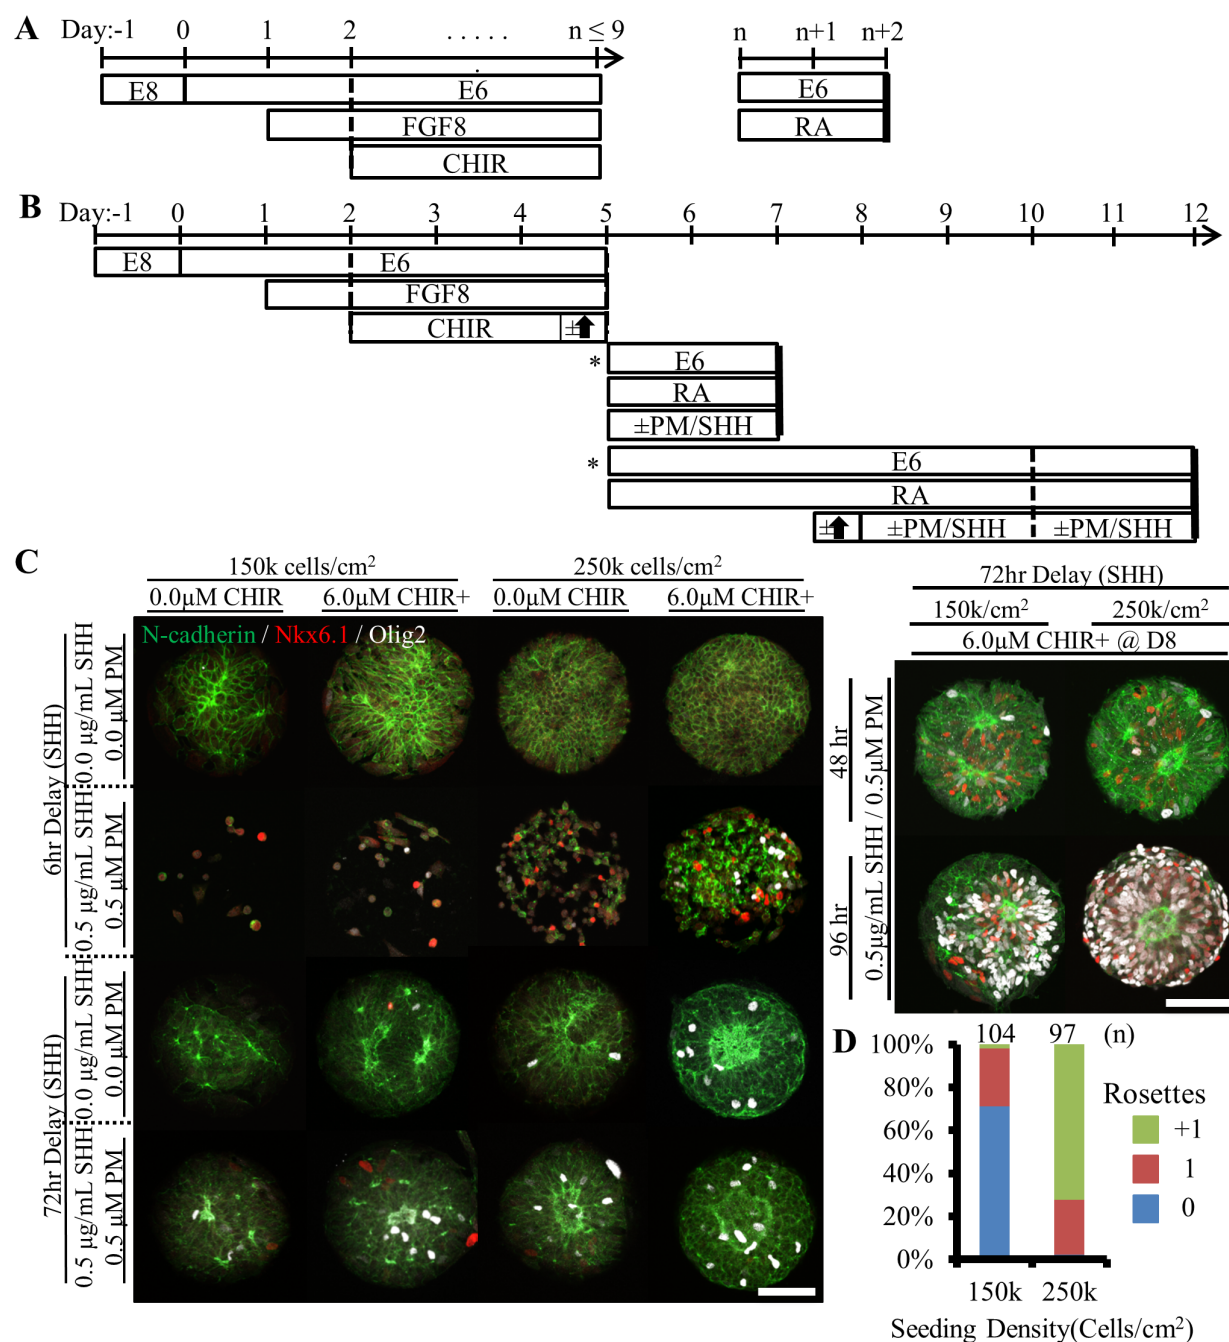 A Day:-1 0 1 2 . . . . . n ≤ 9 n n+1 n+2
E8 E6 E6
FGF8 RA
CHIR
B Day:-1 0 1 2 3 4 5 6 7 8 9 10 11 12
E8 E6
FGF8
CHIR ±
* E6
RA
±PM/SHH
* E6
RA
± ±PM/SHH ±PM/SHH
C
150k cells/cm² 250k cells/cm²
0.0µM CHIR 6.0µM CHIR+ 0.0µM CHIR 6.0µM CHIR+
N-cadherin / Nkx6.1 / Olig2
6hr Delay (SHH)
0.0 µg/mL SHH
0.0 µM PM
0.5 µg/mL SHH
0.5 µM PM
72hr Delay (SHH)
0.0 µg/mL SHH
0.0 µM PM
0.5 µg/mL SHH
0.5 µM PM
72hr Delay (SHH)
150k/cm² 250k/cm²
6.0µM CHIR+ @ D8
48 hr
96 hr
0.5µg/mL SHH / 0.5µM PM
D
104 97 (n)
100%
80%
60%
40%
20%
0%
Rosettes
+1
1
0
150k 250k
Seeding Density(Cells/cm²)